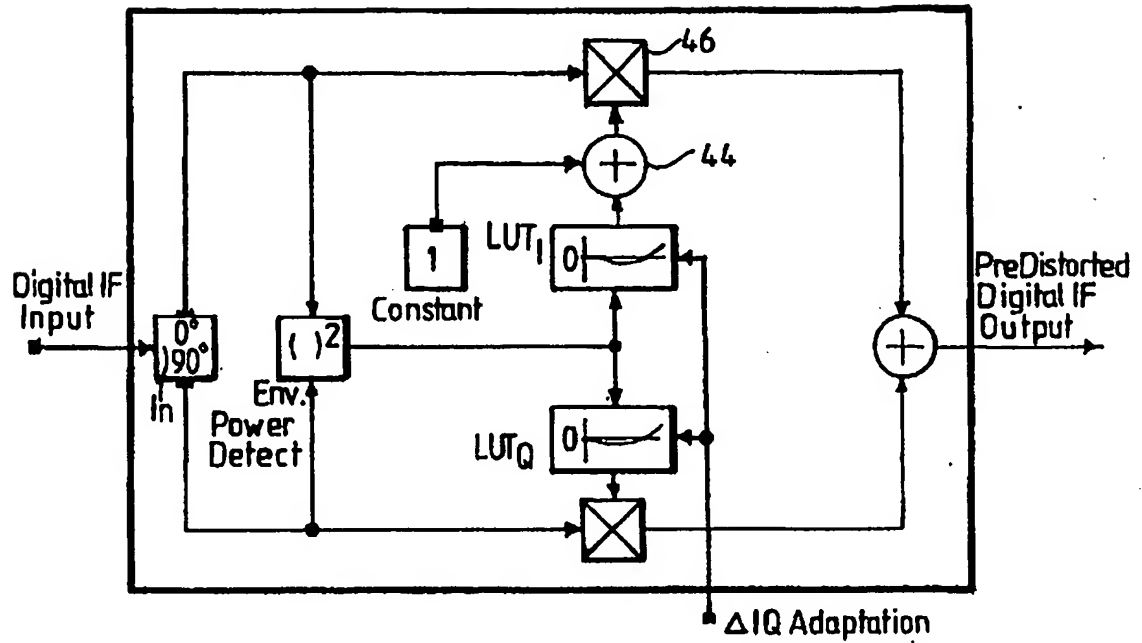 46
44
LUTI
0
1
Constant
Digital IF
Input
0°
)90°
In
( )²
Env.
Power
Detect
LUTQ
0
PreDistorted
Digital IF
Output
ΔIQ Adaptation